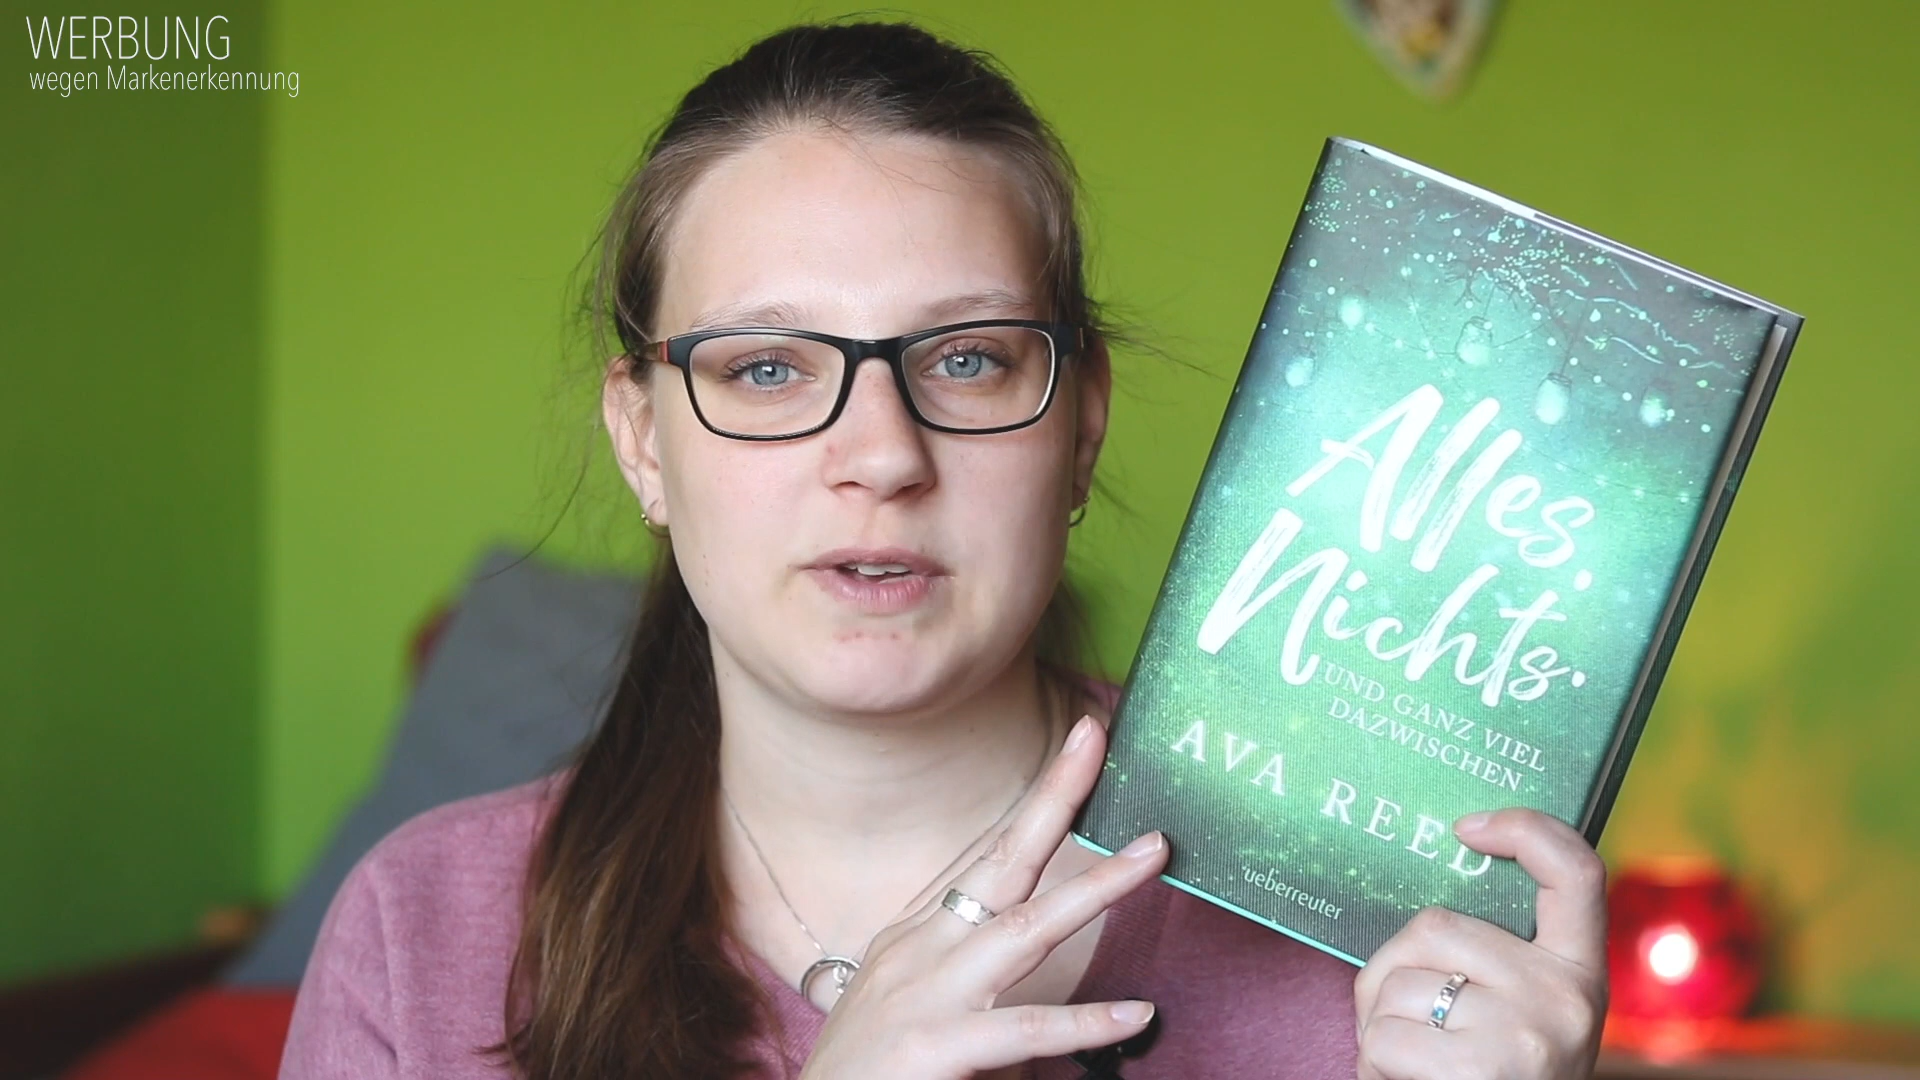 WERBUNG
wegen Markenerkennung
Alles.
Nichts.
UND GANZ VIEL
DAZWISCHEN
AVA REED
ueberreuter